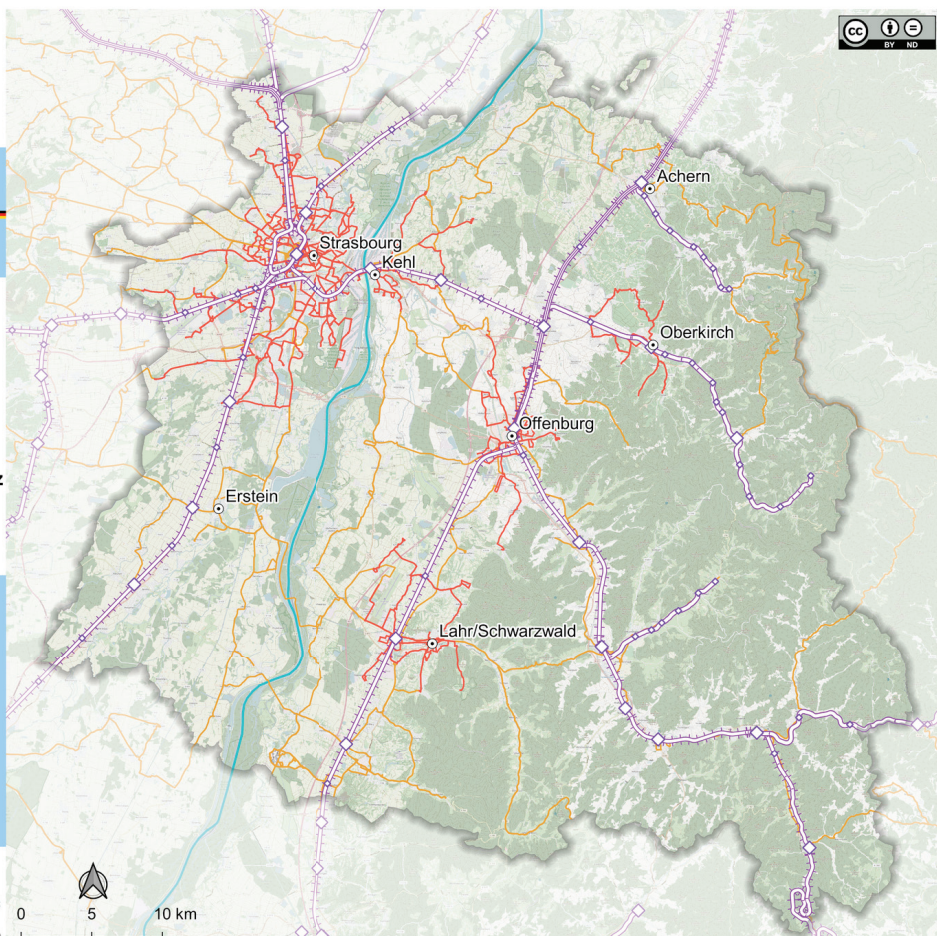 cc
BY ND
Achern
Strasbourg
Kehl
Oberkirch
Offenburg
Erstein
Lahr/Schwarzwald
z
0 5 10 km